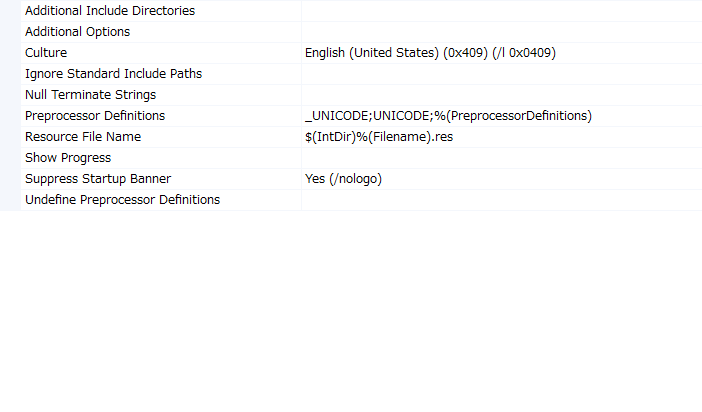 Additional Include Directories
Additional Options
Culture English (United States) (0x409) (/l 0x0409)
Ignore Standard Include Paths
Null Terminate Strings
Preprocessor Definitions _UNICODE;UNICODE;%(PreprocessorDefinitions)
Resource File Name $(IntDir)%(Filename).res
Show Progress
Suppress Startup Banner Yes (/nologo)
Undefine Preprocessor Definitions